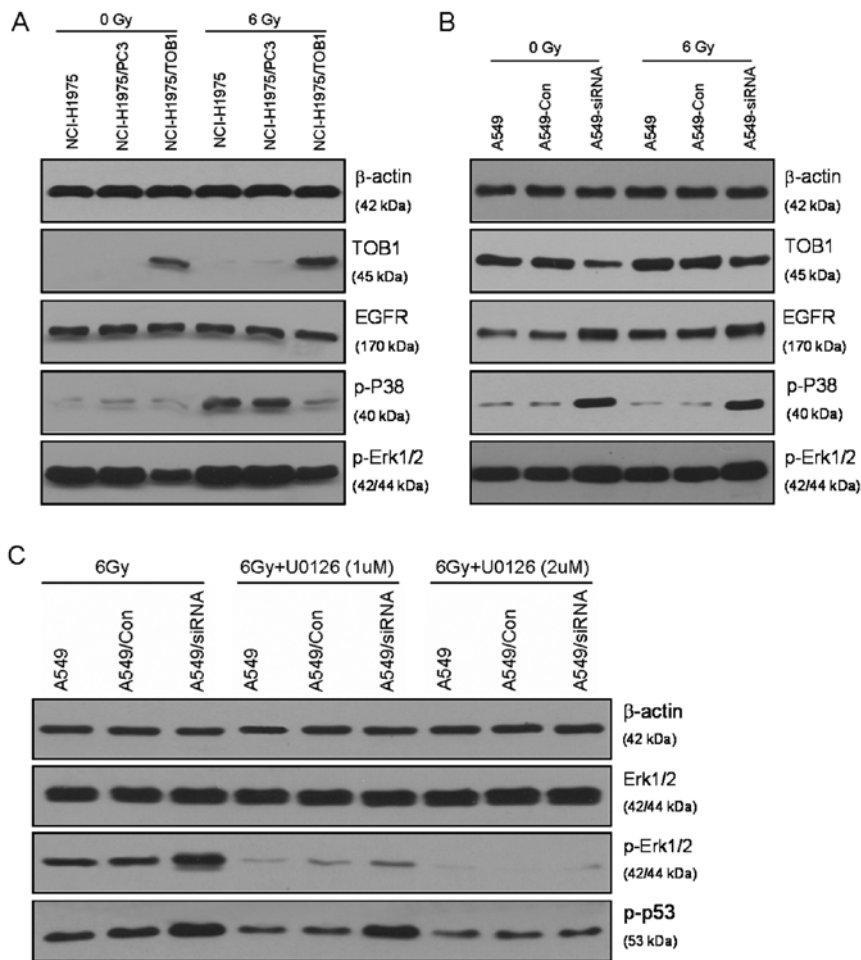 A
0 Gy
6 Gy
NCI-H1975
NCI-H1975/PC3
NCI-H1975/TOB1
NCI-H1975
NCI-H1975/PC3
NCI-H1975/TOB1
β-actin
(42 kDa)
TOB1
(45 kDa)
EGFR
(170 kDa)
p-P38
(40 kDa)
p-Erk1/2
(42/44 kDa)
B
0 Gy
6 Gy
A549
A549-Con
A549-siRNA
A549
A549-Con
A549-siRNA
β-actin
(42 kDa)
TOB1
(45 kDa)
EGFR
(170 kDa)
p-P38
(40 kDa)
p-Erk1/2
(42/44 kDa)
C
6Gy
6Gy+U0126 (1uM)
6Gy+U0126 (2uM)
A549
A549/Con
A549/siRNA
A549
A549/Con
A549/siRNA
A549
A549/Con
A549/siRNA
β-actin
(42 kDa)
Erk1/2
(42/44 kDa)
p-Erk1/2
(42/44 kDa)
p-p53
(53 kDa)